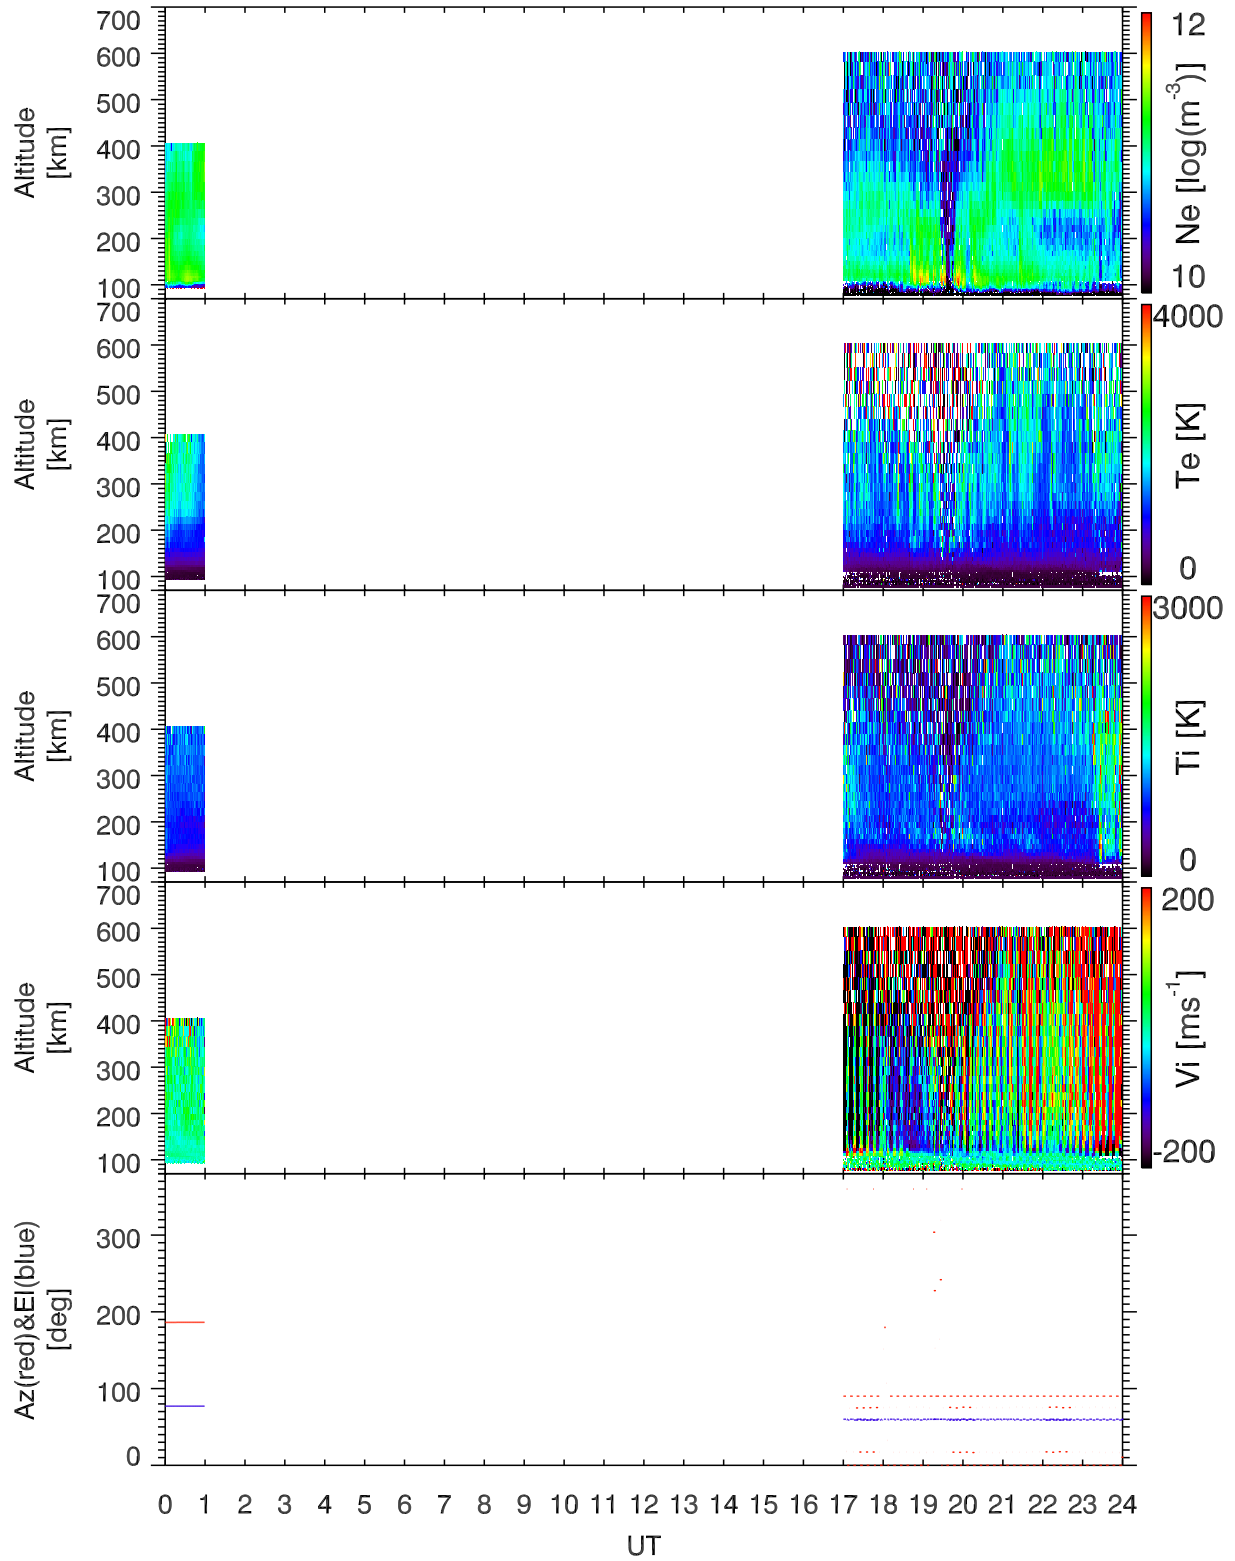 700
600
500
400
300
200
100
Altitude
[km]
12
10
Ne [log(m⁻³)]
700
600
500
400
300
200
100
Altitude
[km]
4000
0
Te [K]
700
600
500
400
300
200
100
Altitude
[km]
3000
0
Ti [K]
700
600
500
400
300
200
100
Altitude
[km]
200
-200
Vi [ms⁻¹]
300
200
100
0
Az(red)&El(blue)
[deg]
0 1 2 3 4 5 6 7 8 9 10 11 12 13 14 15 16 17 18 19 20 21 22 23 24
UT